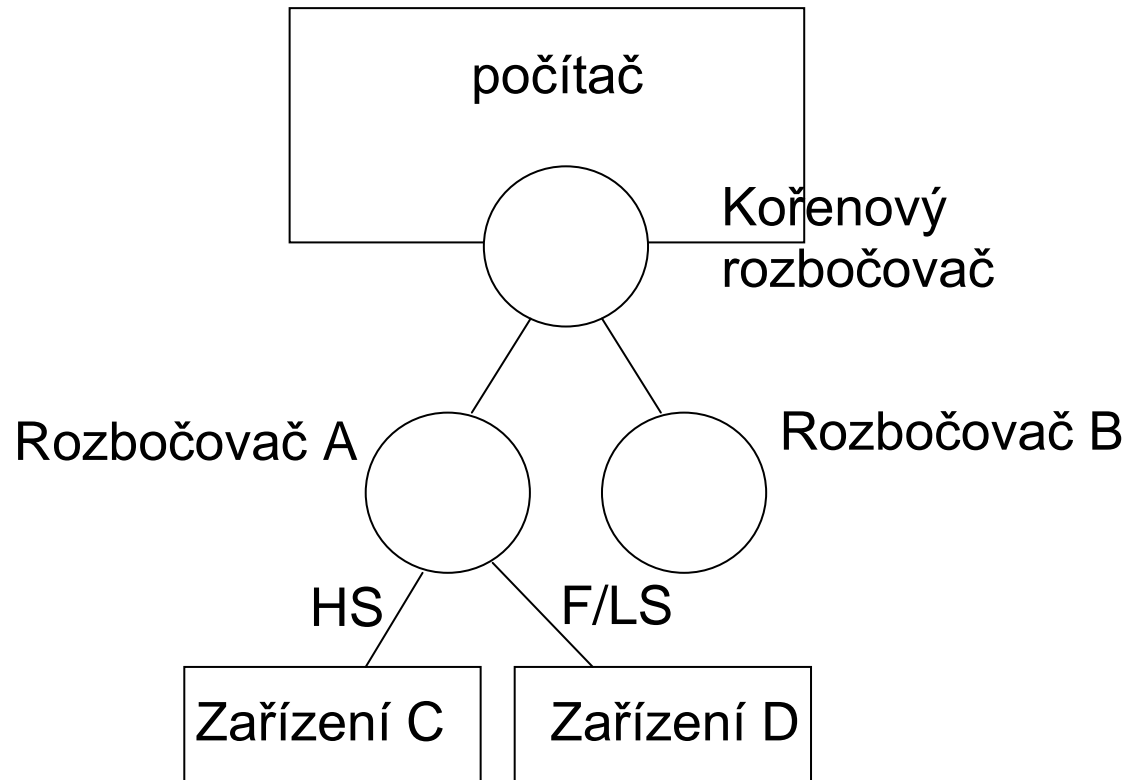 počítač
Kořenový
rozbočovač
Rozbočovač A
Rozbočovač B
HS
F/LS
Zařízení C
Zařízení D